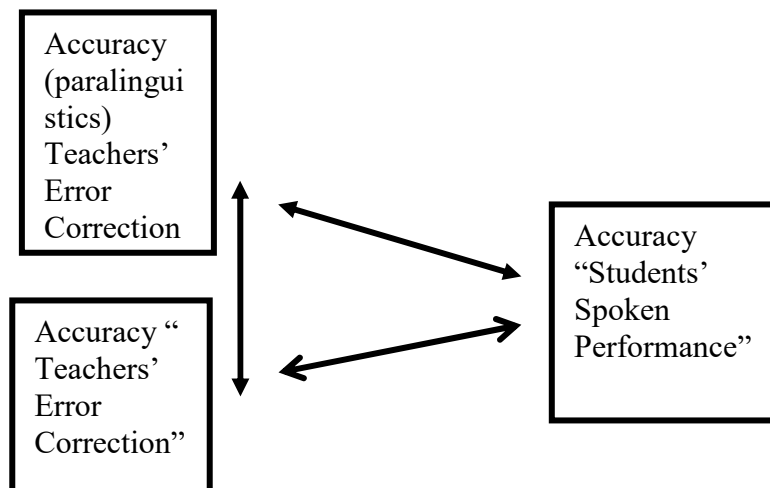 Accuracy
(paralingui
stics)
Teachers’
Error
Correction
Accuracy “
Teachers’
Error
Correction”
Accuracy
“Students’
Spoken
Performance”